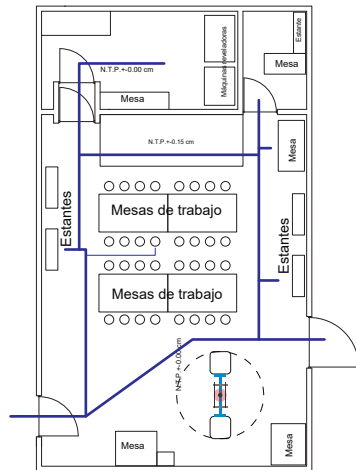 Estante
Máquinas reveladoras
Mesa
N.T.P.+-0.00 cm
Mesa
N.T.P.+-0.15 cm
Mesa
Estantes
Mesas de trabajo
Estantes
Mesas de trabajo
N.T.P.+-0.00 cm
Mesa
Mesa